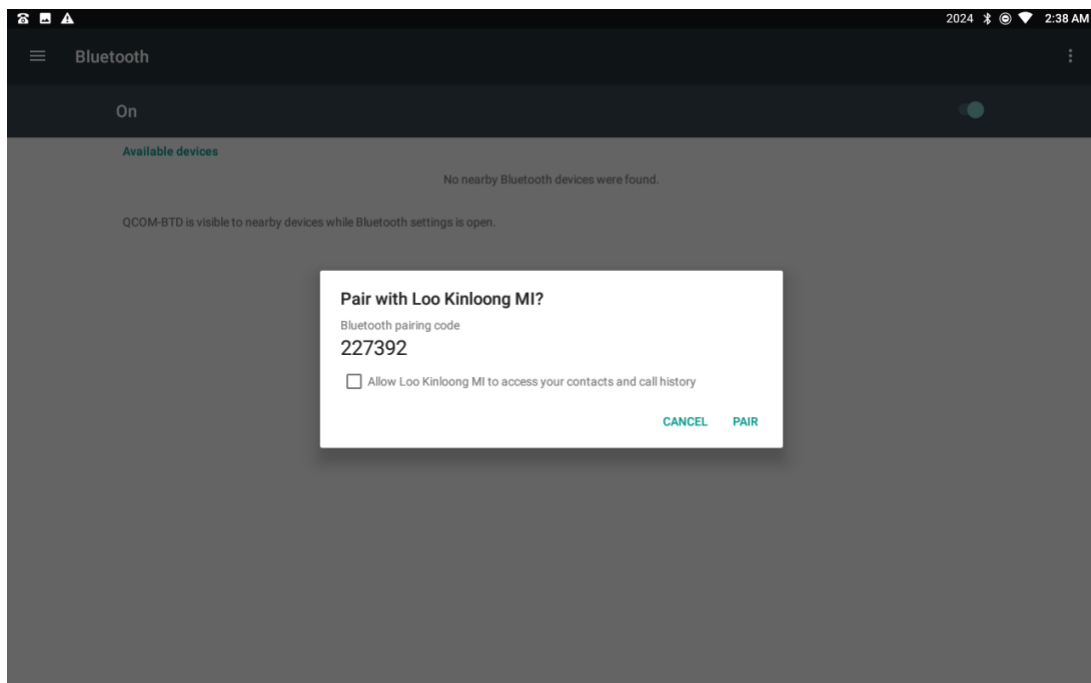 2024 2:38 AM
Bluetooth
On
Available devices
No nearby Bluetooth devices were found.
QCOM-BTD is visible to nearby devices while Bluetooth settings is open.
Pair with Loo Kinloong MI?
Bluetooth pairing code
227392
Allow Loo Kinloong MI to access your contacts and call history
CANCEL PAIR